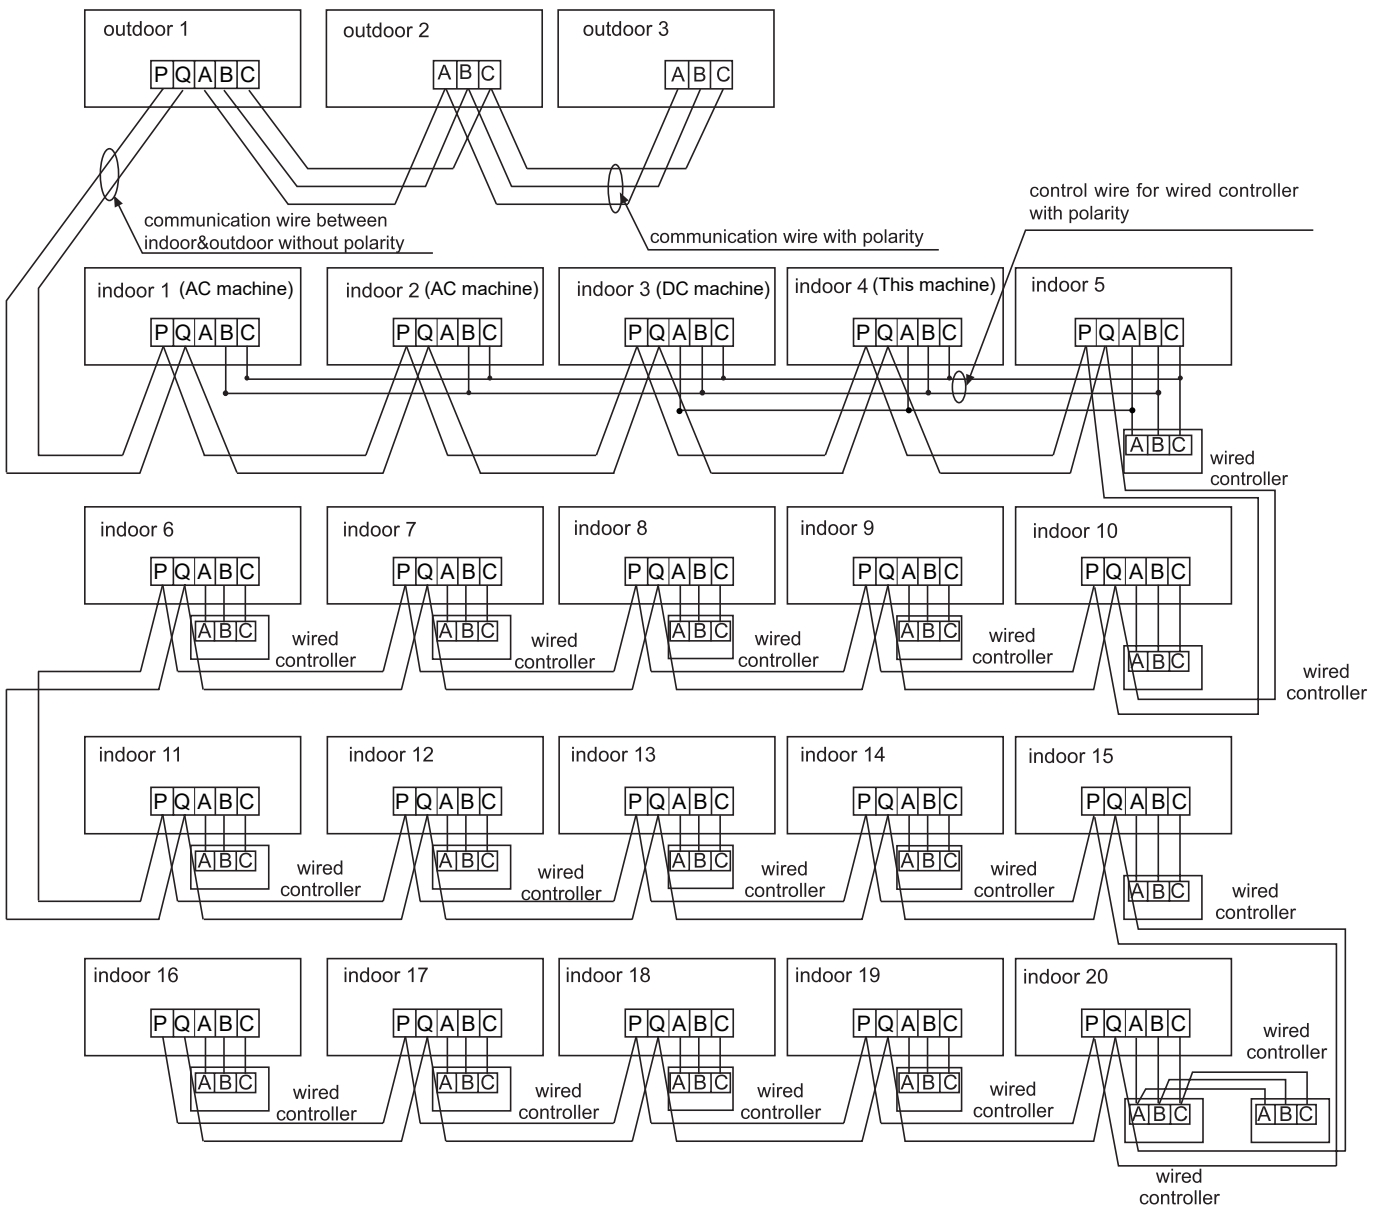 outdoor 1
P Q A B C
outdoor 2
A B C
outdoor 3
A B C
communication wire between
indoor&outdoor without polarity
communication wire with polarity
control wire for wired controller
with polarity
indoor 1 (AC machine)
P Q A B C
indoor 2 (AC machine)
P Q A B C
indoor 3 (DC machine)
P Q A B C
indoor 4 (This machine)
P Q A B C
indoor 5
P Q A B C
A B C
wired
controller
indoor 6
P Q A B C
A B C
wired
controller
indoor 7
P Q A B C
A B C
wired
controller
indoor 8
P Q A B C
A B C
wired
controller
indoor 9
P Q A B C
A B C
wired
controller
indoor 10
P Q A B C
A B C
wired
controller
indoor 11
P Q A B C
A B C
wired
controller
indoor 12
P Q A B C
A B C
wired
controller
indoor 13
P Q A B C
A B C
wired
controller
indoor 14
P Q A B C
A B C
wired
controller
indoor 15
P Q A B C
A B C
wired
controller
indoor 16
P Q A B C
A B C
wired
controller
indoor 17
P Q A B C
A B C
wired
controller
indoor 18
P Q A B C
A B C
wired
controller
indoor 19
P Q A B C
A B C
wired
controller
indoor 20
P Q A B C
wired
controller
A B C
A B C
wired
controller